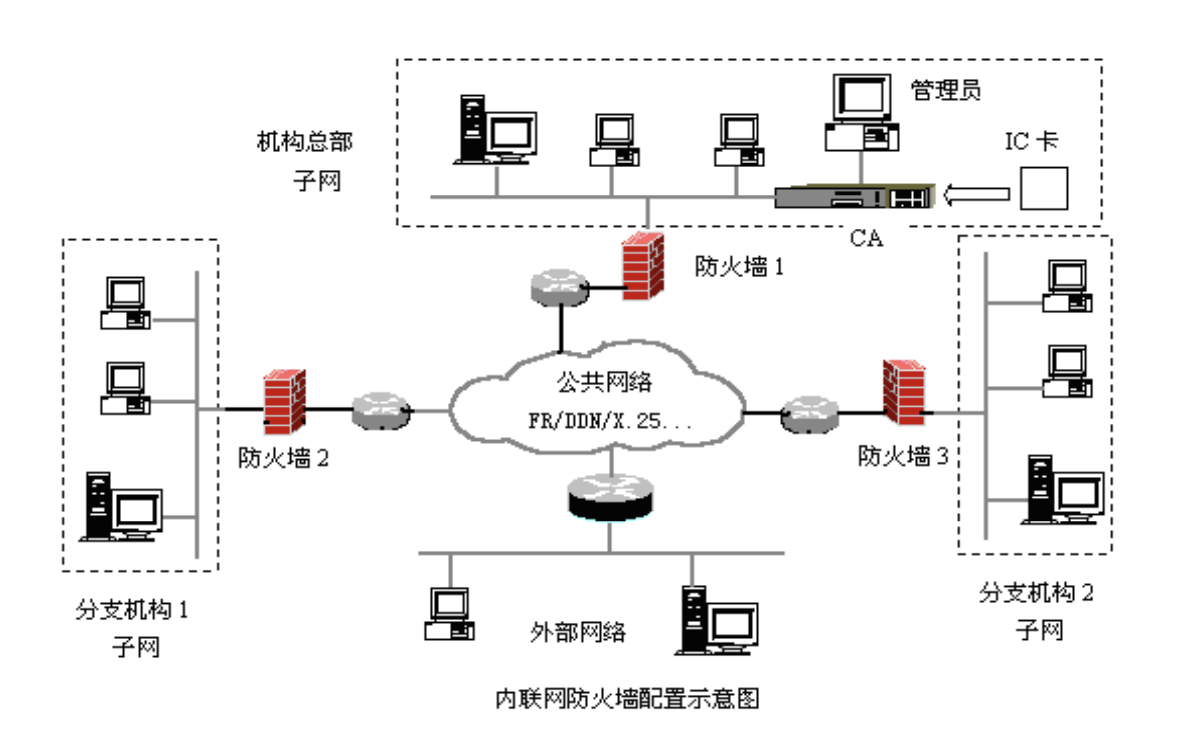 管理员
机构总部
子网
IC 卡
CA
防火墙 1
公共网络
FR/DDN/X.25...
防火墙 2
防火墙 3
分支机构 1
子网
外部网络
分支机构 2
子网
内联网防火墙配置示意图